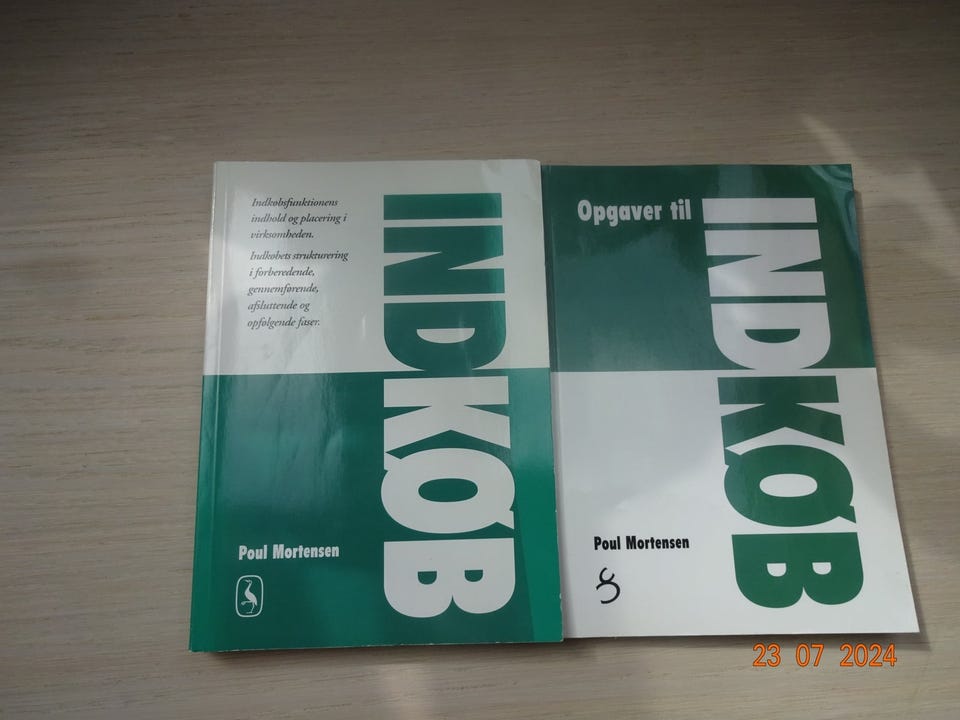 Indkøbsfunktionens
indhold og placering i
virksomheden.
Indkøbets strukturering
i forberedende,
gennemførende,
afsluttende og
opfølgende faser.
INDKØB
Poul Mortensen
Opgaver til
INDKØB
Poul Mortensen
23 07 2024